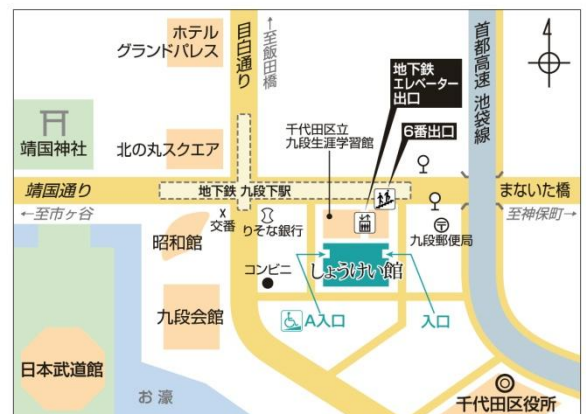 ホテル
グランドパレス
目白通り
←至飯田橋
首都高速 池袋線
4
地下鉄
エレベーター
出口
6番出口
千代田区立
九段生涯学習館
靖国神社
北の丸スクエア
靖国通り
地下鉄 九段下駅
まないた橋
←至市ヶ谷
至神保町→
交番
りそな銀行
九段郵便局
昭和館
コンビニ
しょうけい館
A入口
入口
九段会館
日本武道館
お濠
千代田区役所